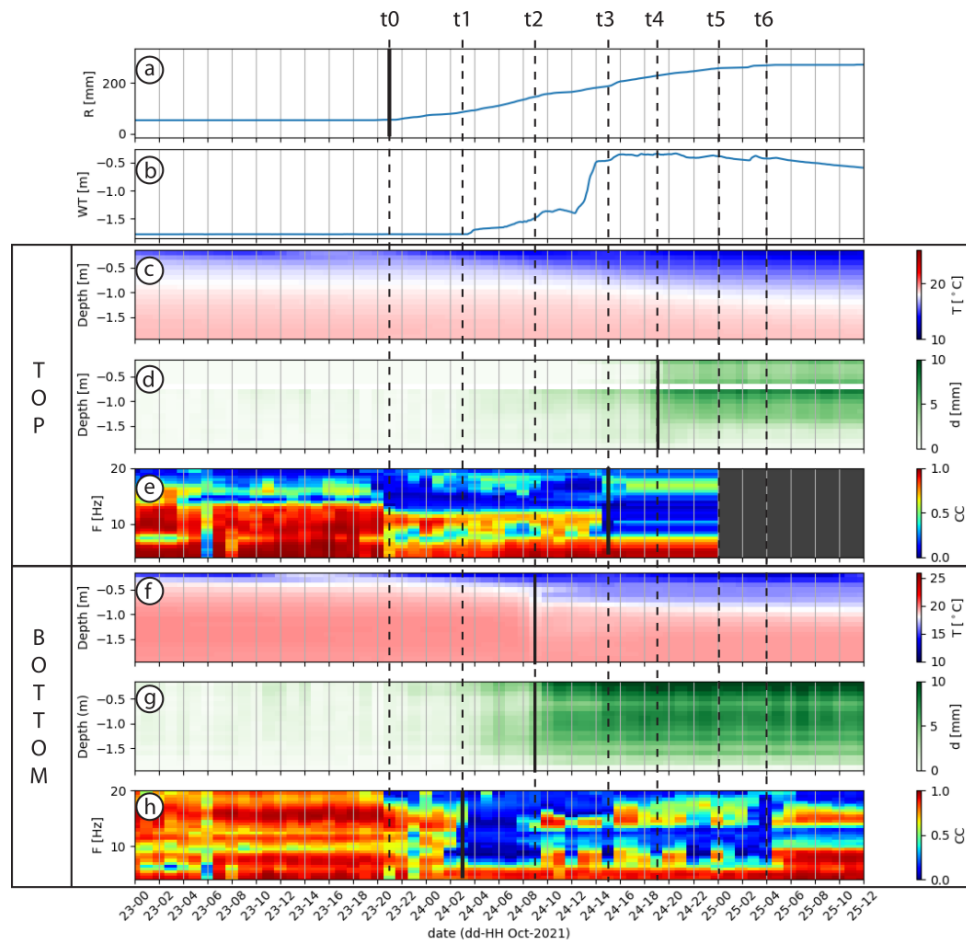 t0 t1 t2 t3 t4 t5 t6
a
R [mm]
200
0
b
WT [m]
−0.5
−1.0
−1.5
TOP
c
Depth [m]
−0.5
−1.0
−1.5
T [°C]
20
10
d
Depth [m]
−0.5
−1.0
−1.5
d [mm]
10
5
0
e
F [Hz]
20
10
CC
1.0
0.5
0.0
BOTTOM
f
Depth [m]
−0.5
−1.0
−1.5
T [°C]
25
20
15
10
g
Depth (m)
−0.5
−1.0
−1.5
d [mm]
10
5
0
h
F [Hz]
20
10
CC
1.0
0.5
0.0
23-00 23-02 23-04 23-06 23-08 23-10 23-12 23-14 23-16 23-18 23-20 23-22 24-00 24-02 24-04 24-06 24-08 24-10 24-12 24-14 24-16 24-18 24-20 24-22 25-00 25-02 25-04 25-06 25-08 25-10 25-12
date (dd-HH Oct-2021)